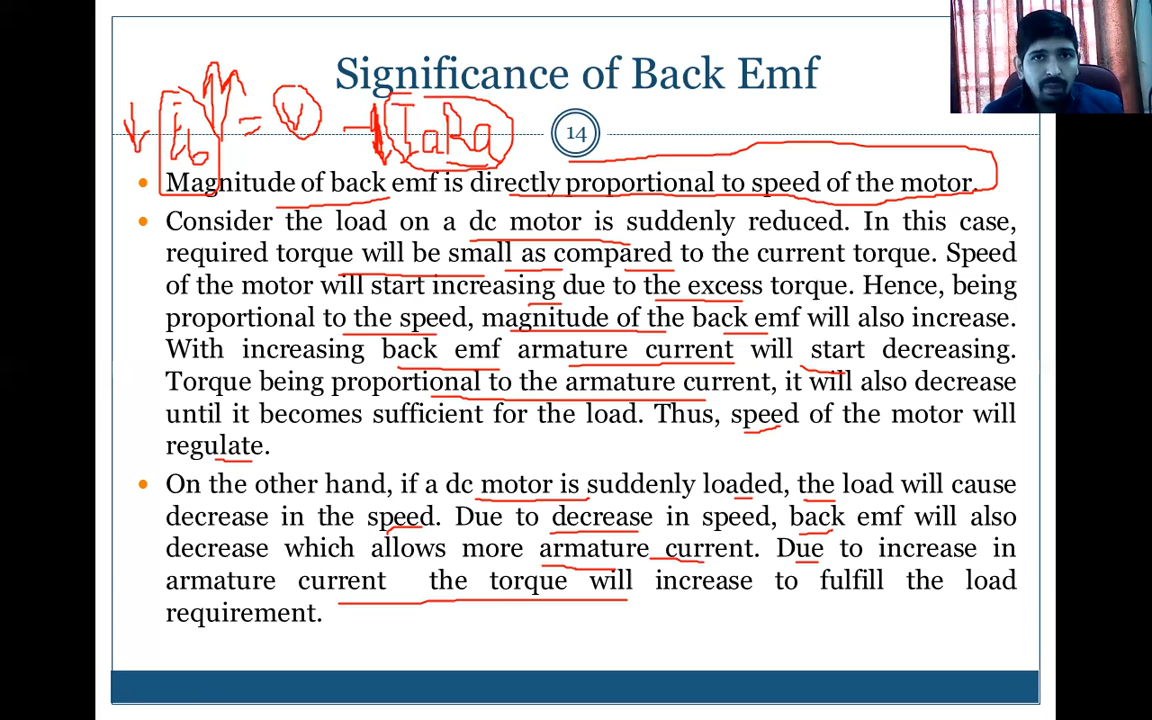 Significance of Back Emf
Eb = V - IaRa
14
• Magnitude of back emf is directly proportional to speed of the motor.
• Consider the load on a dc motor is suddenly reduced. In this case,
required torque will be small as compared to the current torque. Speed
of the motor will start increasing due to the excess torque. Hence, being
proportional to the speed, magnitude of the back emf will also increase.
With increasing back emf armature current will start decreasing.
Torque being proportional to the armature current, it will also decrease
until it becomes sufficient for the load. Thus, speed of the motor will
regulate.
• On the other hand, if a dc motor is suddenly loaded, the load will cause
decrease in the speed. Due to decrease in speed, back emf will also
decrease which allows more armature current. Due to increase in
armature current the torque will increase to fulfill the load
requirement.